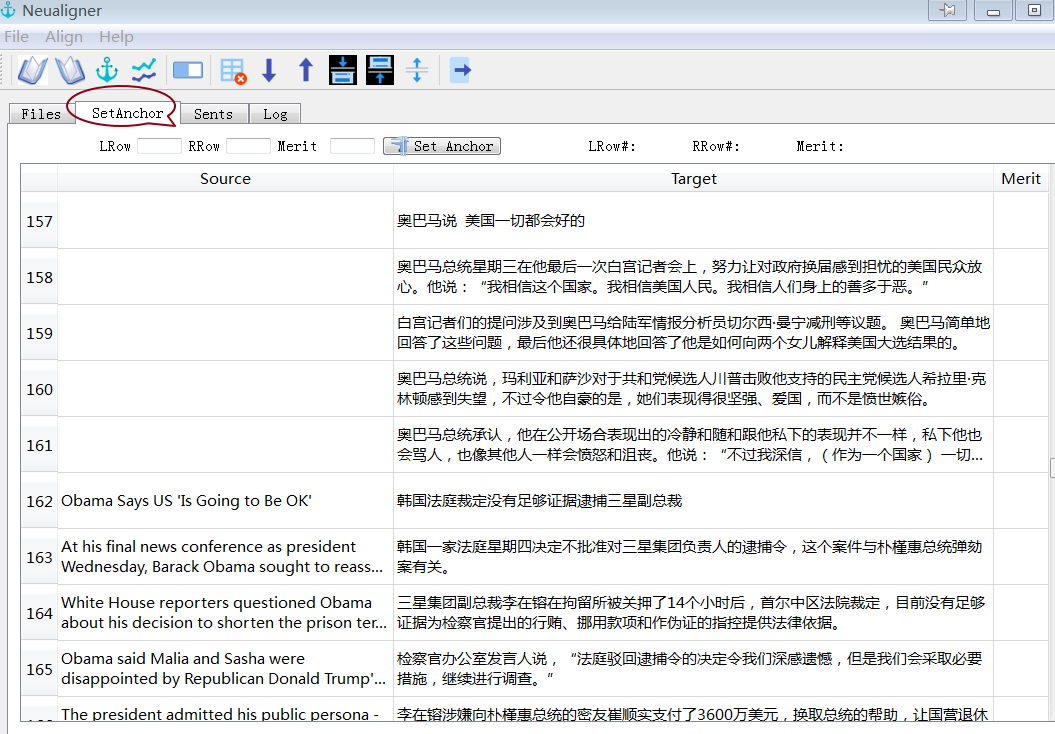 Neualigner
File Align Help
Files SetAnchor Sents Log
LRow RRow Merit Set Anchor LRow#: RRow#: Merit:
Source Target Merit
157 奥巴马说 美国一切都会好的
158 奥巴马总统星期三在他最后一次白宫记者会上，努力让对政府换届感到担忧的美国民众放
心。他说：“我相信这个国家。我相信美国人民。我相信人们身上的善多于恶。”
159 白宫记者们的提问涉及到奥巴马给陆军情报分析员切尔西·曼宁减刑等议题。 奥巴马简单地
回答了这些问题，最后他还很具体地回答了他是如何向两个女儿解释美国大选结果的。
160 奥巴马总统说，玛利亚和萨沙对于共和党候选人川普击败他支持的民主党候选人希拉里·克
林顿感到失望，不过令他自豪的是，她们表现得很坚强、爱国，而不是愤世嫉俗。
161 奥巴马总统承认，他在公开场合表现出的冷静和随和跟他私下的表现并不一样，私下他也
会骂人，也像其他人一样会愤怒和沮丧。他说：“不过我深信，（作为一个国家）一切...
162 Obama Says US 'Is Going to Be OK' 韩国法庭裁定没有足够证据逮捕三星副总裁
163 At his final news conference as president
Wednesday, Barack Obama sought to reass...
韩国一家法庭星期四决定不批准对三星集团负责人的逮捕令，这个案件与朴槿惠总统弹劾
案有关。
164 White House reporters questioned Obama
about his decision to shorten the prison ter...
三星集团副总裁李在镕在拘留所被关押了14个小时后，首尔中区法院裁定，目前没有足够
证据为检察官提出的行贿、挪用款项和作伪证的指控提供法律依据。
165 Obama said Malia and Sasha were
disappointed by Republican Donald Trump'...
检察官办公室发言人说，“法庭驳回逮捕令的决定令我们深感遗憾，但是我们会采取必要
措施，继续进行调查。”
The president admitted his public persona -
李在镕涉嫌向朴槿惠总统的密友崔顺实支付了3600万美元，换取总统的帮助，让国营退休